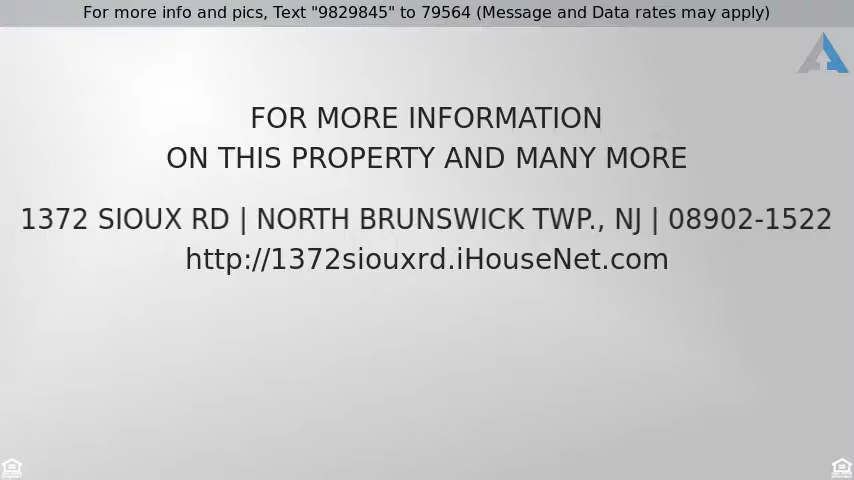 For more info and pics, Text "9829845" to 79564 (Message and Data rates may apply)
FOR MORE INFORMATION
ON THIS PROPERTY AND MANY MORE
1372 SIOUX RD | NORTH BRUNSWICK TWP., NJ | 08902-1522
http://1372siouxrd.iHouseNet.com